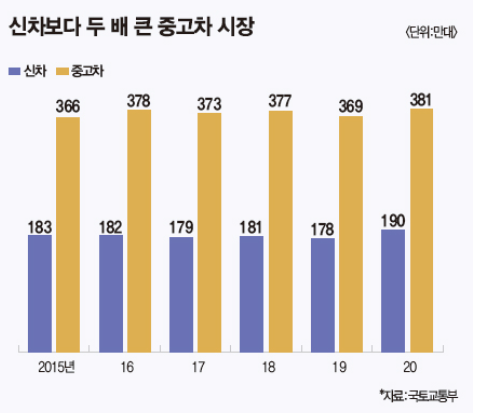 신차보다 두 배 큰 중고차 시장
<단위:만대>
신차 중고차
366 378 373 377 369 381
183 182 179 181 178 190
2015년 16 17 18 19 20
*자료:국토교통부